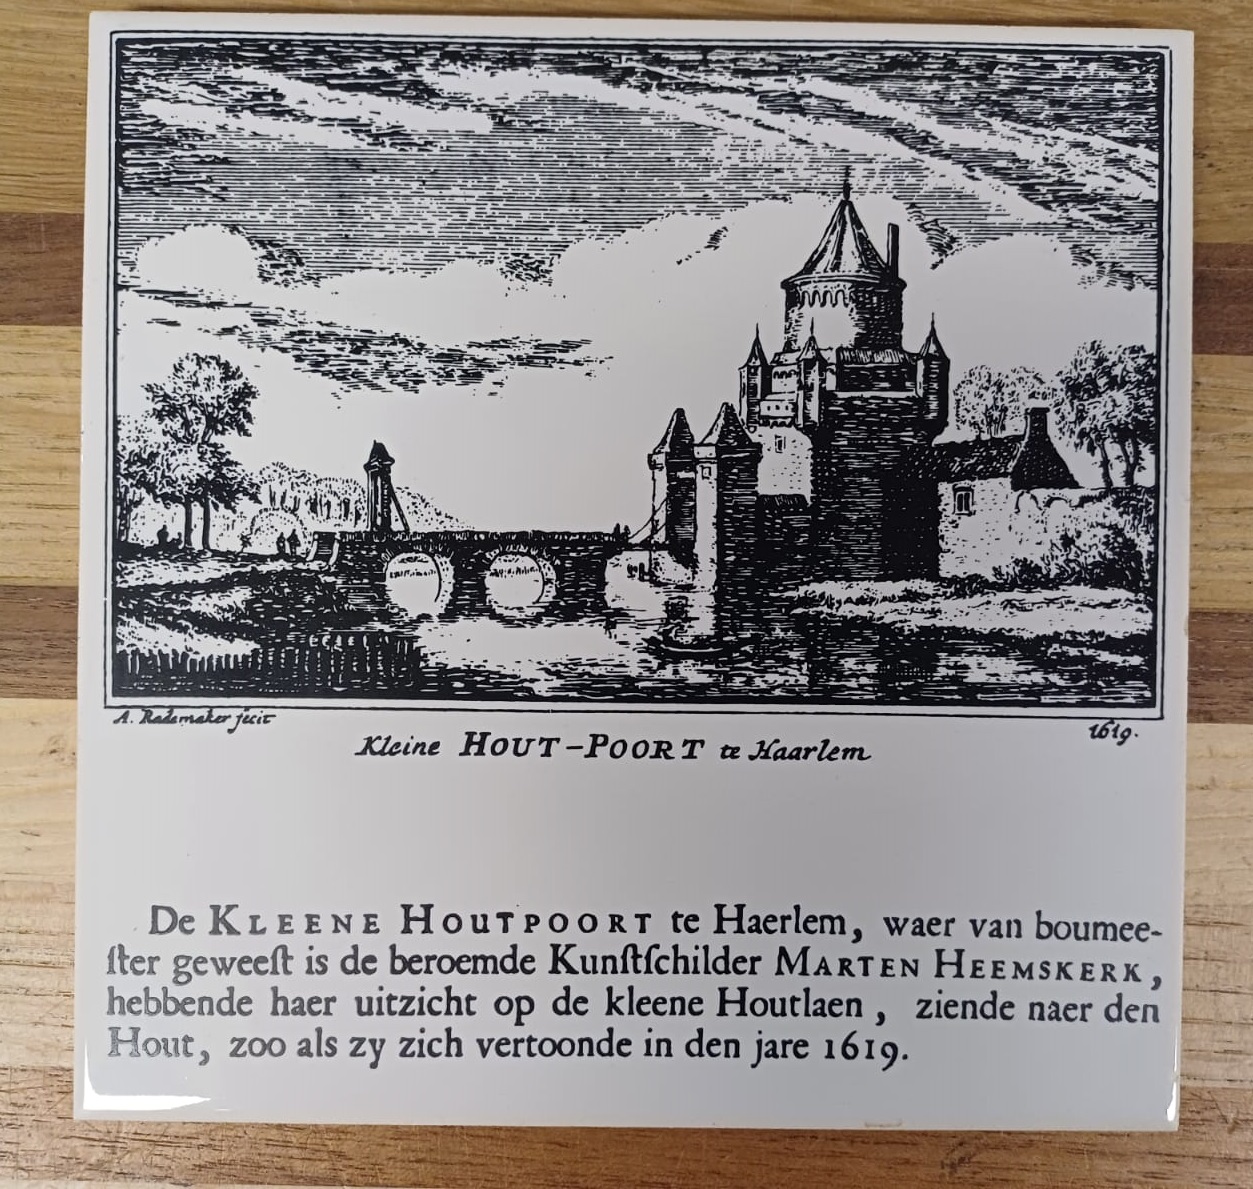 A. Rademaker fecit
1619.
Kleine HOUT-POORT te Haarlem
De KLEENE HOUTPOORT te Haerlem, waer van boumee-
ſter geweeſt is de beroemde Kunſtſchilder MARTEN HEEMSKERK,
hebbende haer uitzicht op de kleene Houtlaen, ziende naer den
Hout, zoo als zy zich vertoonde in den jare 1619.